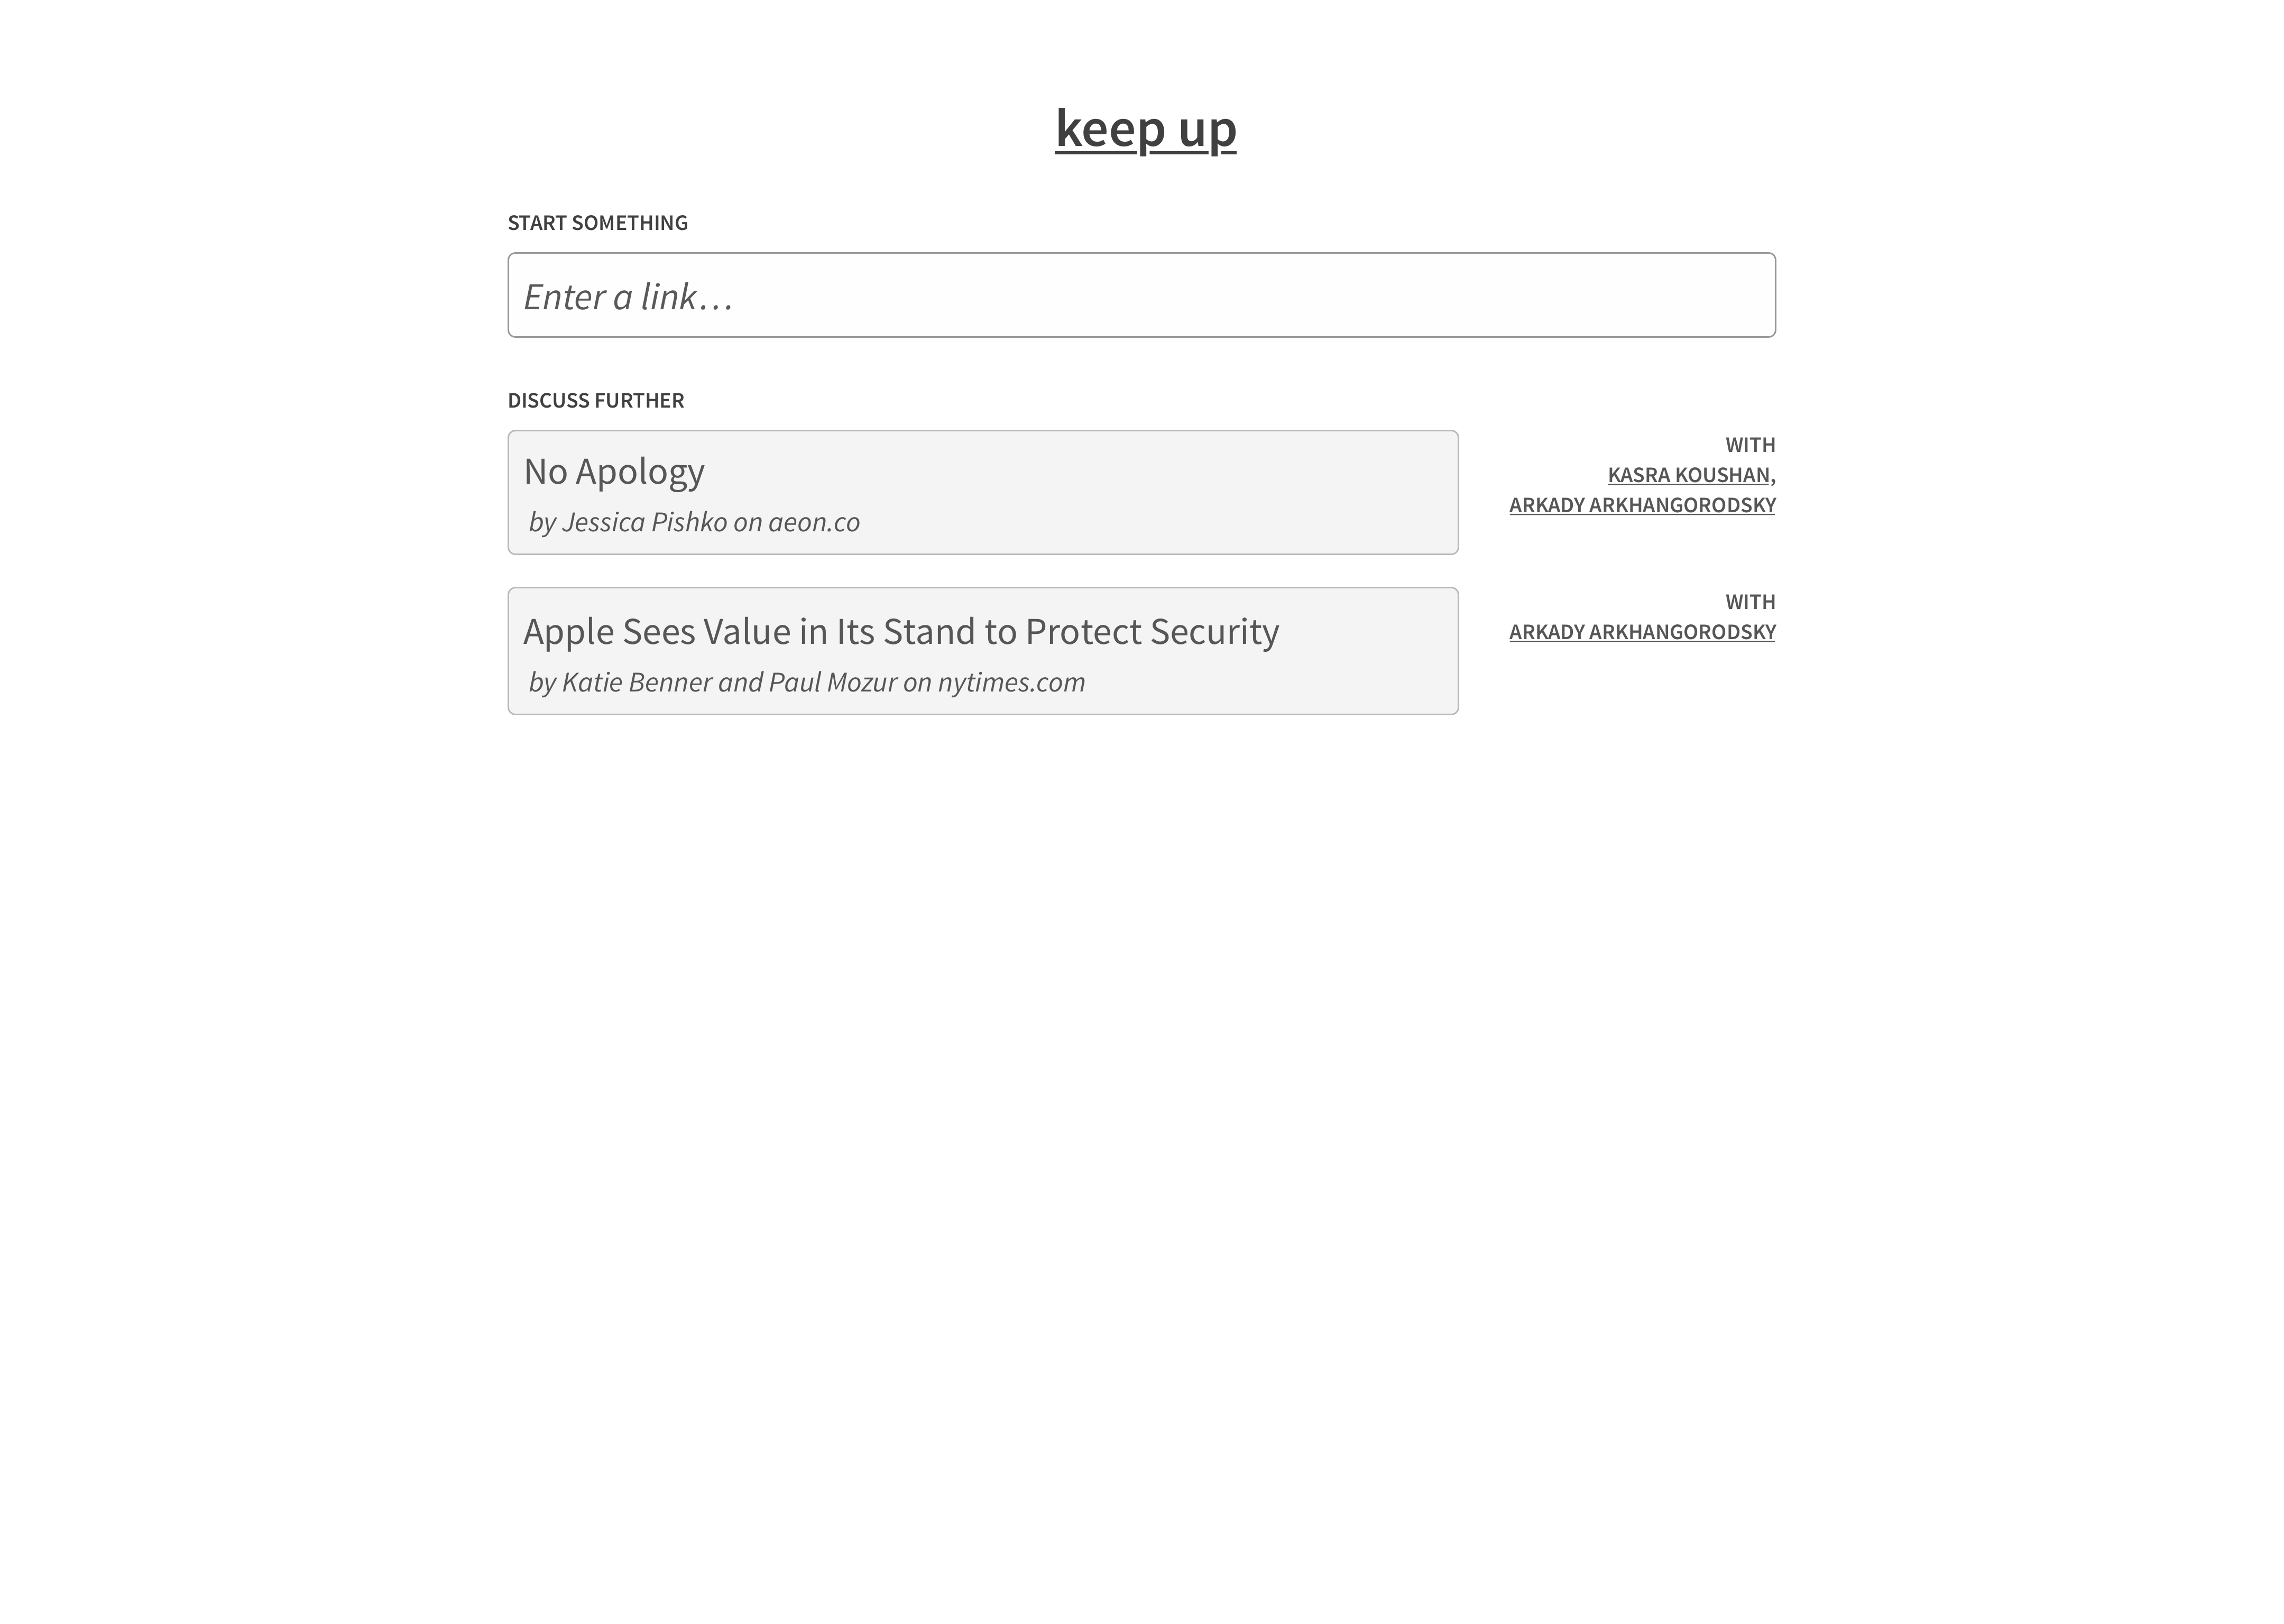 keep up
START SOMETHING
Enter a link…
DISCUSS FURTHER
No Apology
by Jessica Pishko on aeon.co
WITH
KASRA KOUSHAN,
ARKADY ARKHANGORODSKY
Apple Sees Value in Its Stand to Protect Security
by Katie Benner and Paul Mozur on nytimes.com
WITH
ARKADY ARKHANGORODSKY